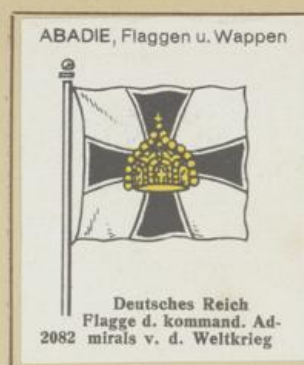 ABADIE, Flaggen u. Wappen
Deutsches Reich
Flagge d. kommand. Ad-
2082 mirals v. d. Weltkrieg